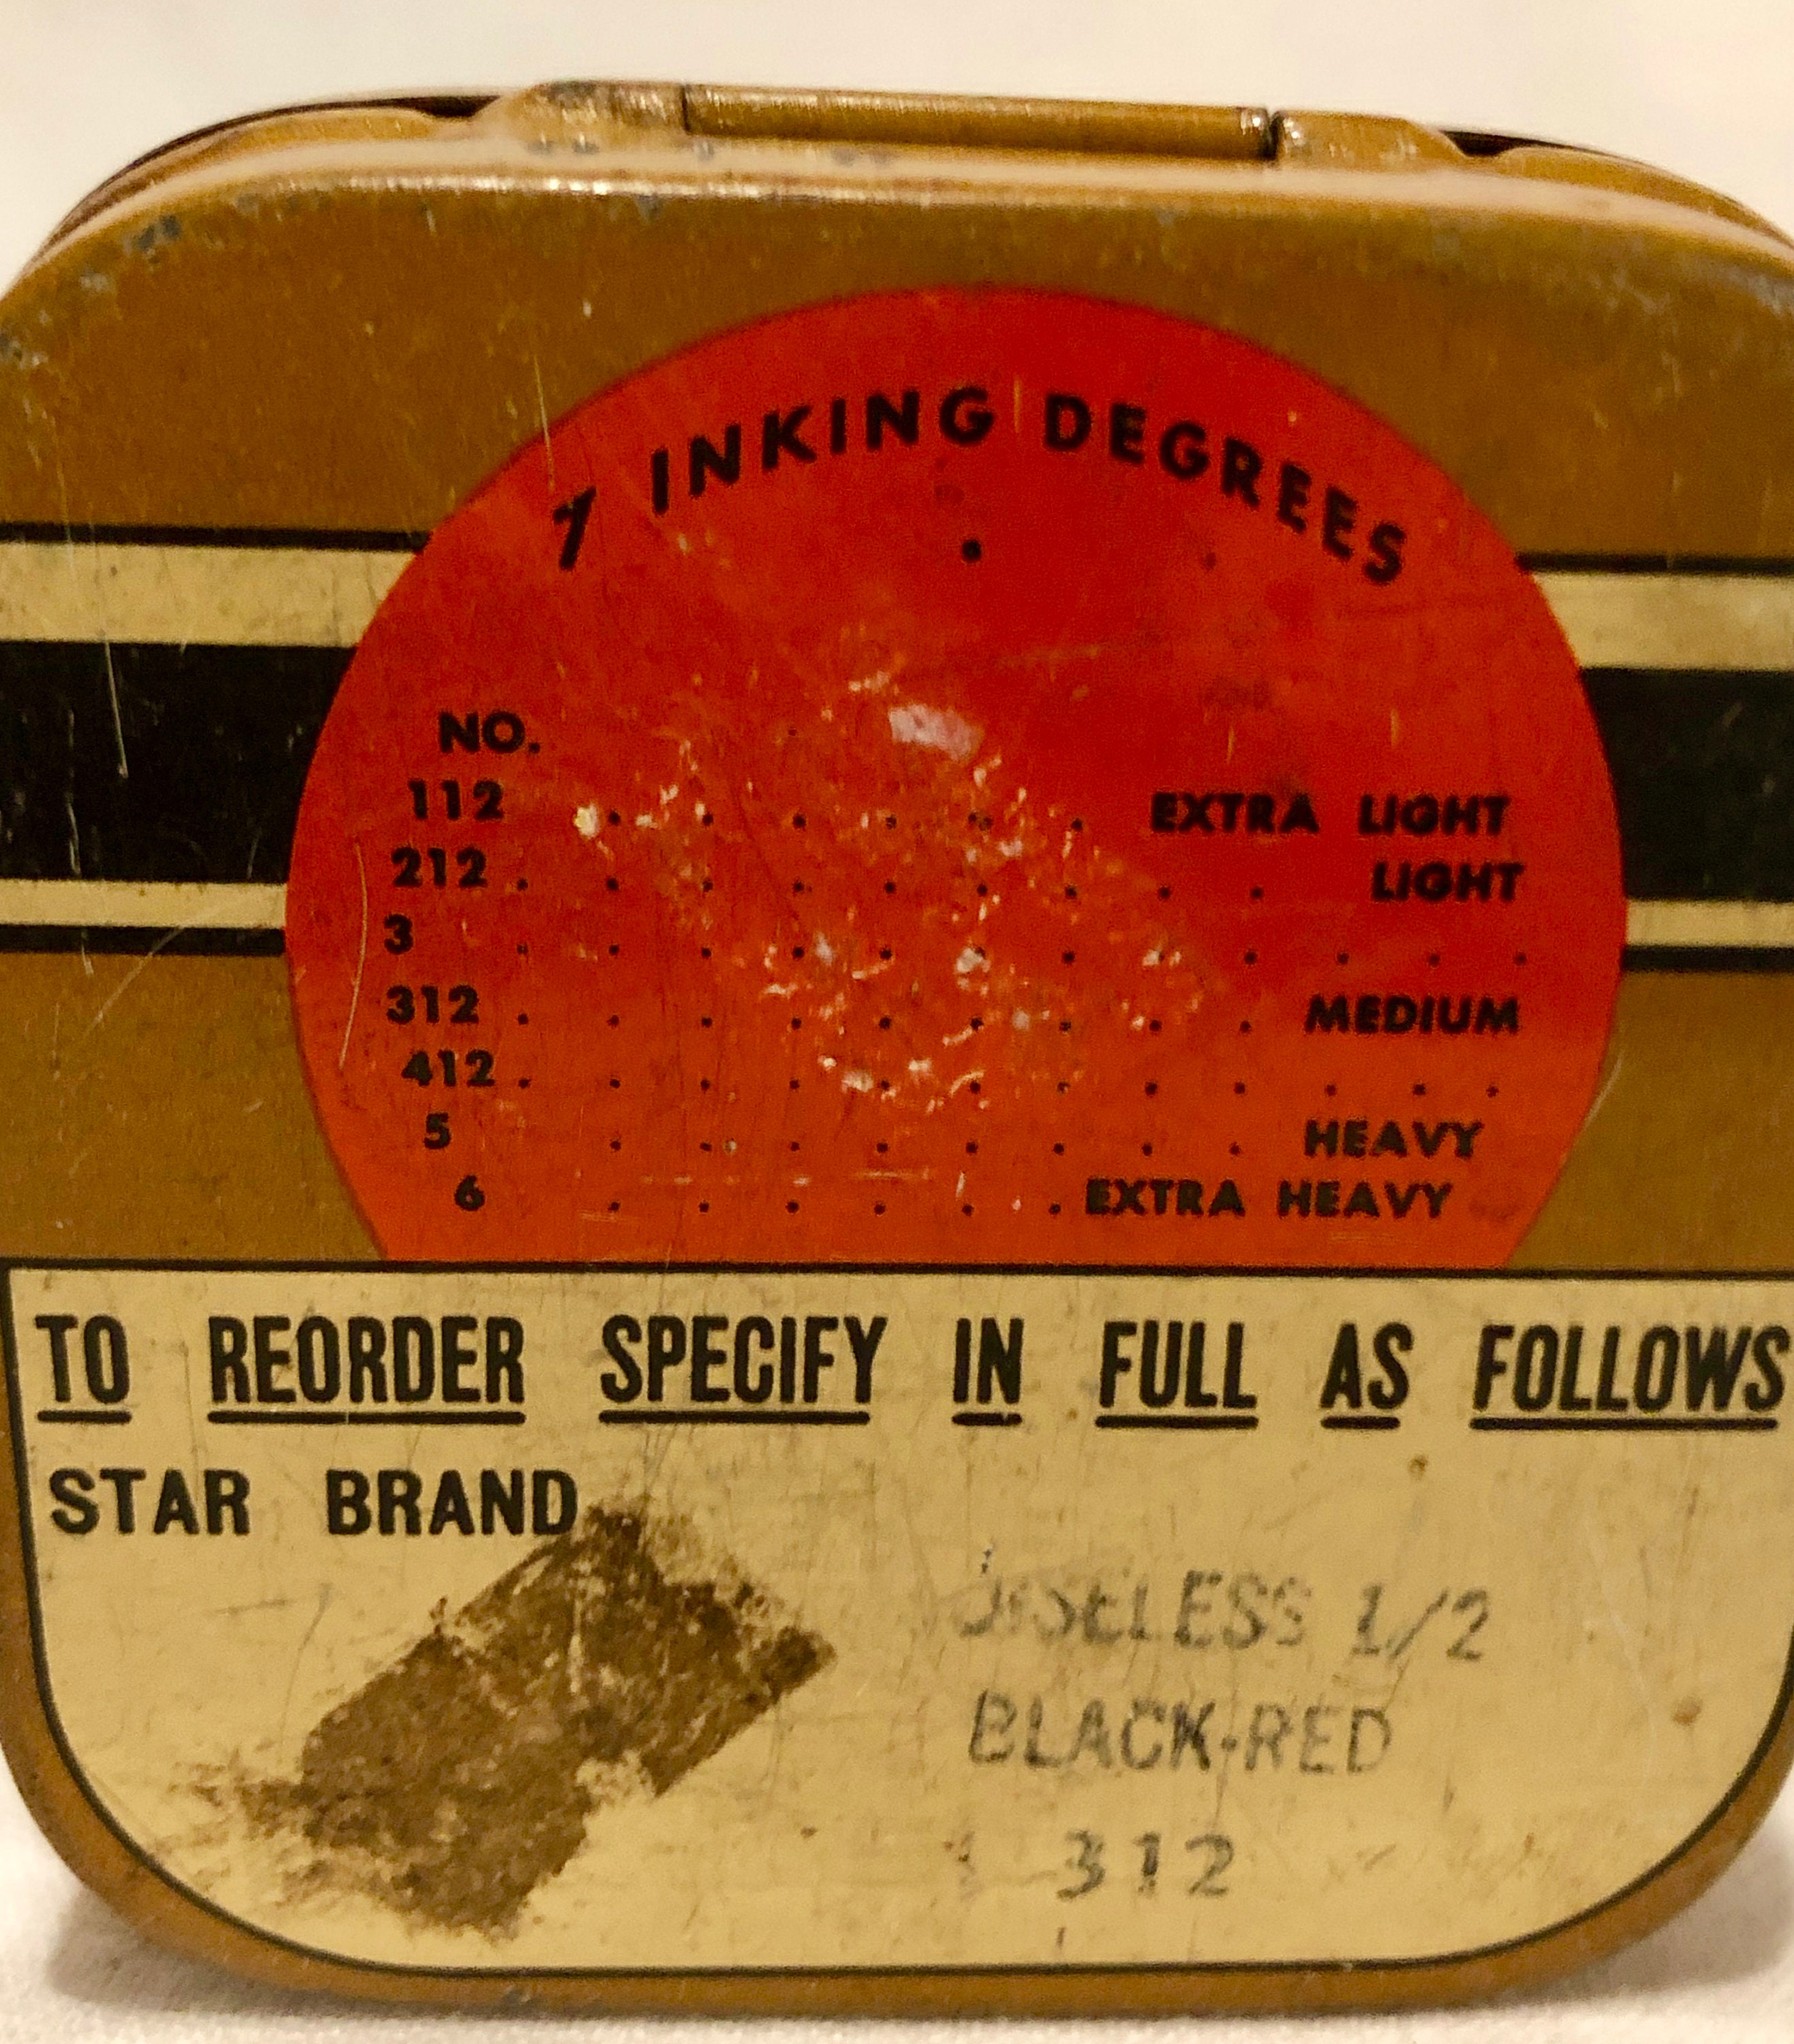 7 INKING DEGREES
NO.
112 . . . . . . EXTRA LIGHT
212 . . . . . . . . . LIGHT
3 . . . . . . . . . . . .
312 . . . . . . . . . MEDIUM
412 . . . . . . . . . . . .
5 . . . . . . . . HEAVY
6 . . . . . . EXTRA HEAVY
TO REORDER SPECIFY IN FULL AS FOLLOWS
STAR BRAND
1/2
BLACK-RED
312